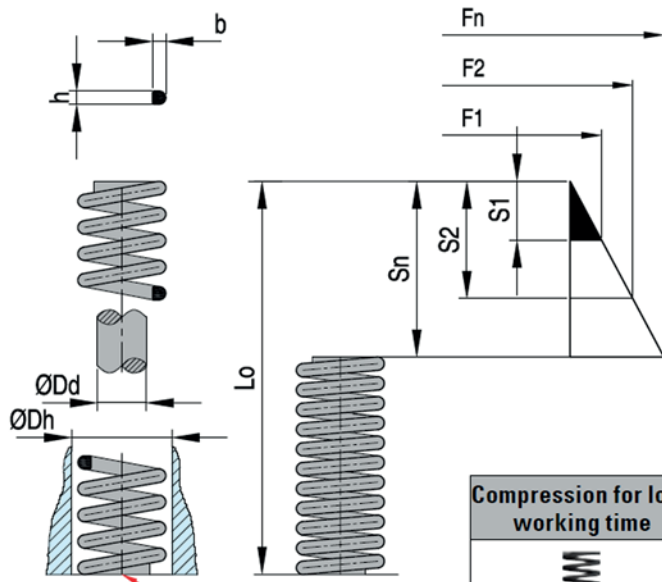 b
Fn
F2
h
F1
S1
S2
Sn
Lo
ØDd
ØDh
Compression for lo
working time